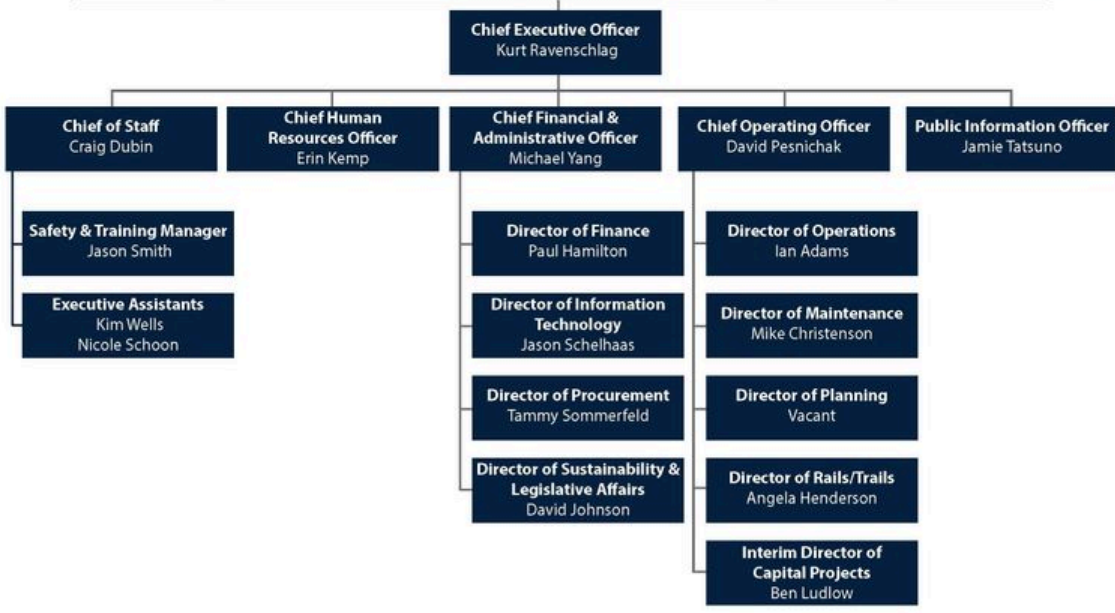 Chief Executive Officer
Kurt Ravenschlag
Chief of Staff
Craig Dubin
Chief Human
Resources Officer
Erin Kemp
Chief Financial &
Administrative Officer
Michael Yang
Chief Operating Officer
David Pesnichak
Public Information Officer
Jamie Tatsuno
Safety & Training Manager
Jason Smith
Executive Assistants
Kim Wells
Nicole Schoon
Director of Finance
Paul Hamilton
Director of Information
Technology
Jason Schelhaas
Director of Procurement
Tammy Sommerfeld
Director of Sustainability &
Legislative Affairs
David Johnson
Director of Operations
Ian Adams
Director of Maintenance
Mike Christenson
Director of Planning
Vacant
Director of Rails/Trails
Angela Henderson
Interim Director of
Capital Projects
Ben Ludlow